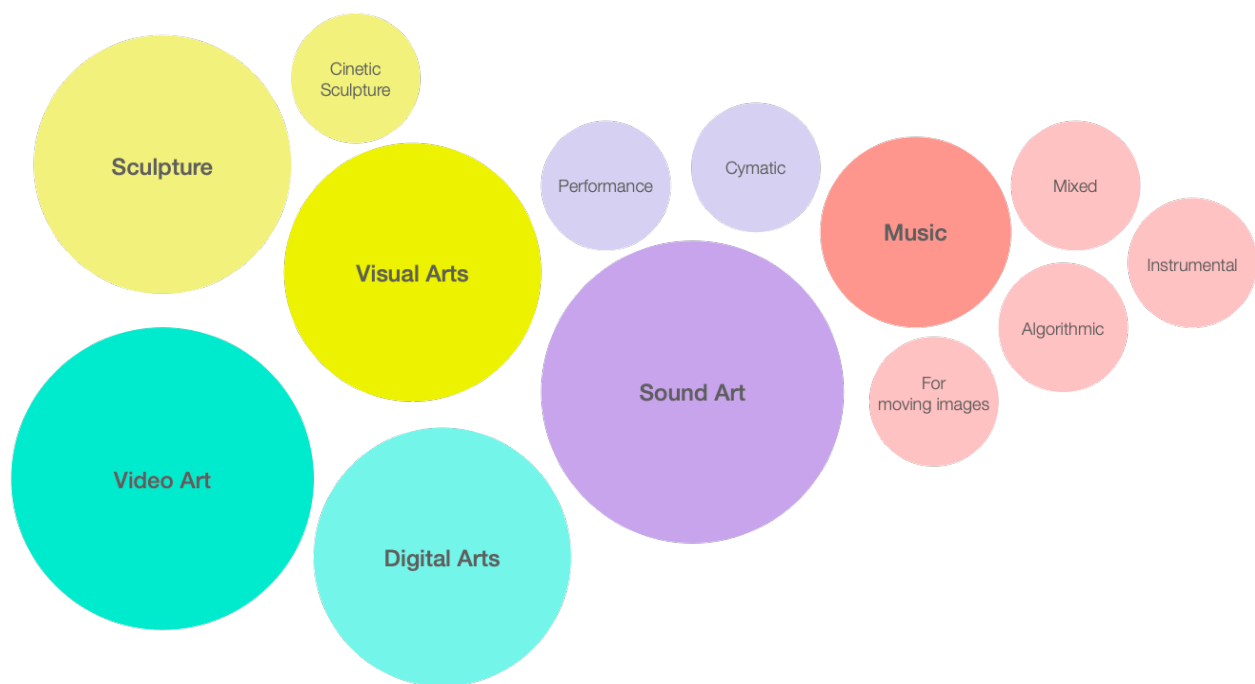 Cinetic
Sculpture
Sculpture
Performance
Cymatic
Mixed
Music
Visual Arts
Instrumental
Algorithmic
For
moving images
Sound Art
Video Art
Digital Arts